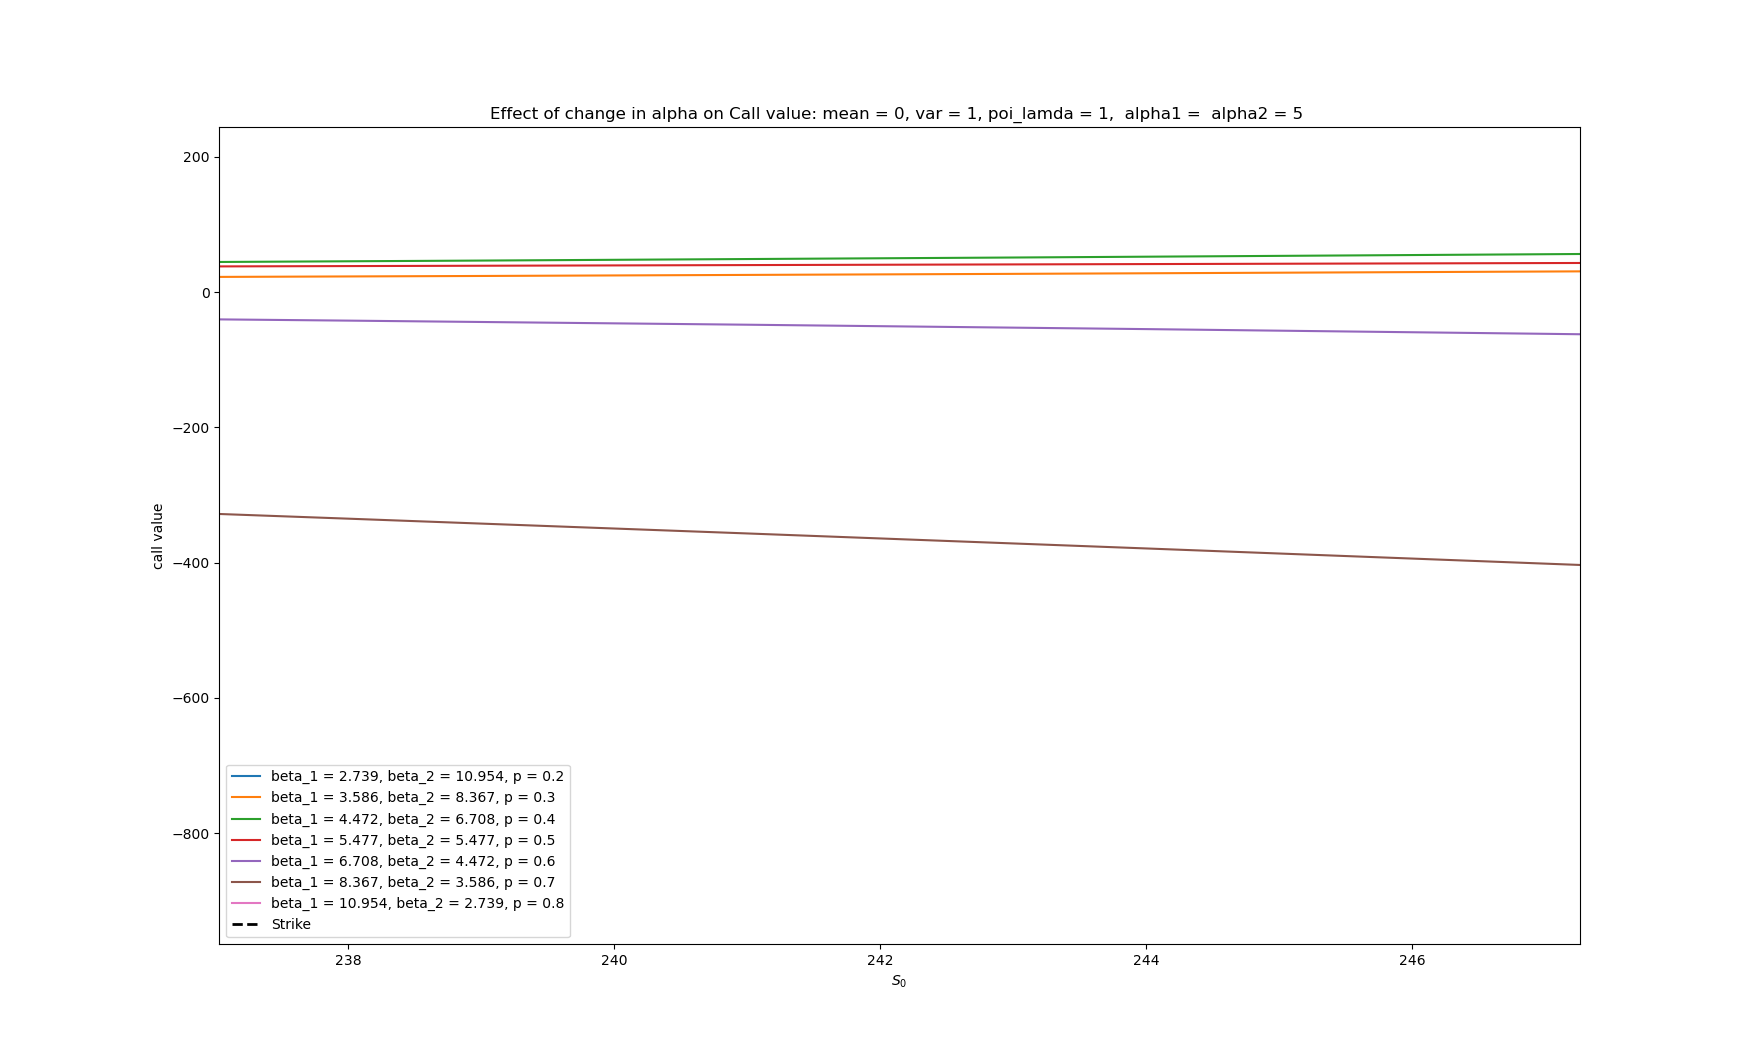 Effect of change in alpha on Call value: mean = 0, var = 1, poi_lamda = 1,  alpha1 =  alpha2 = 5
200
0
−200
−400
−600
−800
call value
beta_1 = 2.739, beta_2 = 10.954, p = 0.2
beta_1 = 3.586, beta_2 = 8.367, p = 0.3
beta_1 = 4.472, beta_2 = 6.708, p = 0.4
beta_1 = 5.477, beta_2 = 5.477, p = 0.5
beta_1 = 6.708, beta_2 = 4.472, p = 0.6
beta_1 = 8.367, beta_2 = 3.586, p = 0.7
beta_1 = 10.954, beta_2 = 2.739, p = 0.8
Strike
238 240 242 244 246
S₀